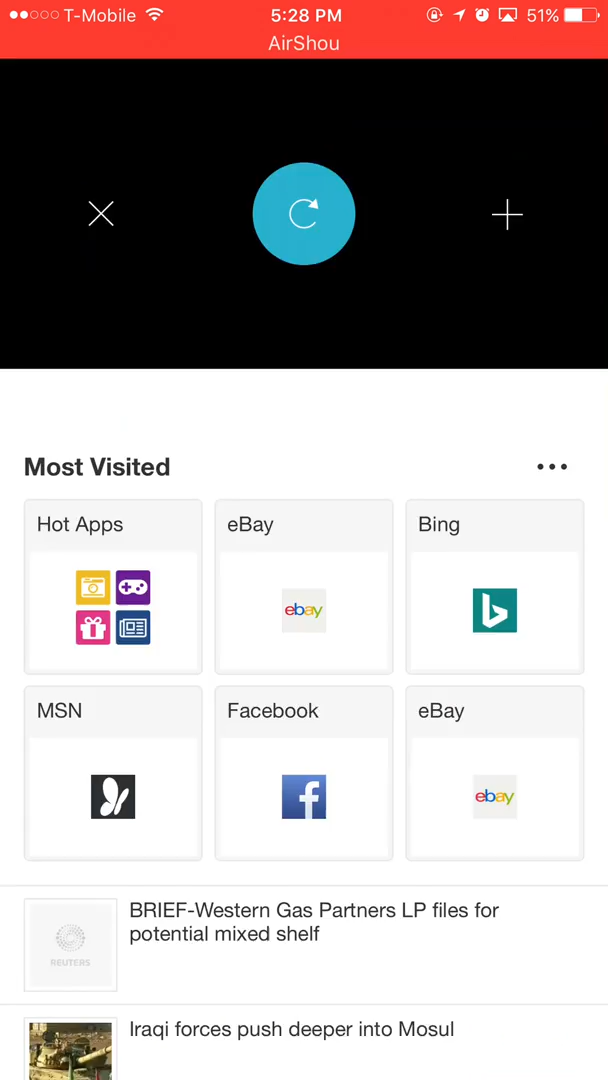 T-Mobile 5:28 PM 51%
AirShou
Most Visited
Hot Apps eBay Bing
ebay
MSN Facebook eBay
ebay
BRIEF-Western Gas Partners LP files for
potential mixed shelf
REUTERS
Iraqi forces push deeper into Mosul